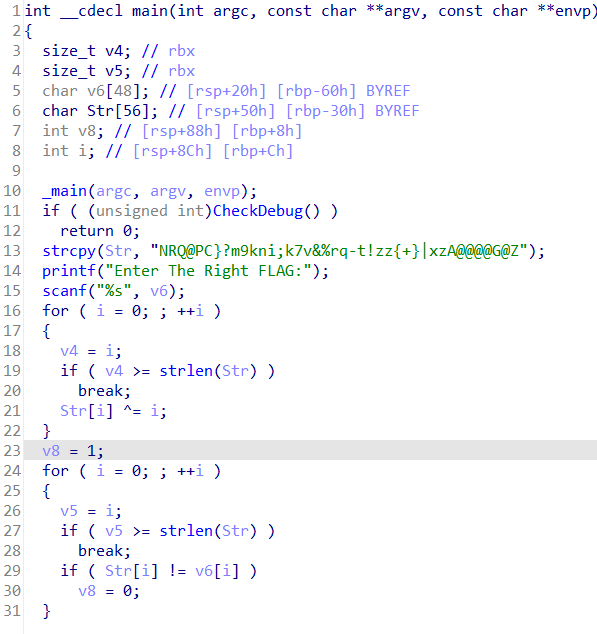 1 int __cdecl main(int argc, const char **argv, const char **envp)
2 {
3 size_t v4; // rbx
4 size_t v5; // rbx
5 char v6[48]; // [rsp+20h] [rbp-60h] BYREF
6 char Str[56]; // [rsp+50h] [rbp-30h] BYREF
7 int v8; // [rsp+88h] [rbp+8h]
8 int i; // [rsp+8Ch] [rbp+Ch]
9
10 _main(argc, argv, envp);
11 if ( (unsigned int)CheckDebug() )
12 return 0;
13 strcpy(Str, "NRQ@PC}?m9kni;k7v&%rq-t!zz{+}|xzA@@@@G@Z");
14 printf("Enter The Right FLAG:");
15 scanf("%s", v6);
16 for ( i = 0; ; ++i )
17 {
18 v4 = i;
19 if ( v4 >= strlen(Str) )
20 break;
21 Str[i] ^= i;
22 }
23 v8 = 1;
24 for ( i = 0; ; ++i )
25 {
26 v5 = i;
27 if ( v5 >= strlen(Str) )
28 break;
29 if ( Str[i] != v6[i] )
30 v8 = 0;
31 }